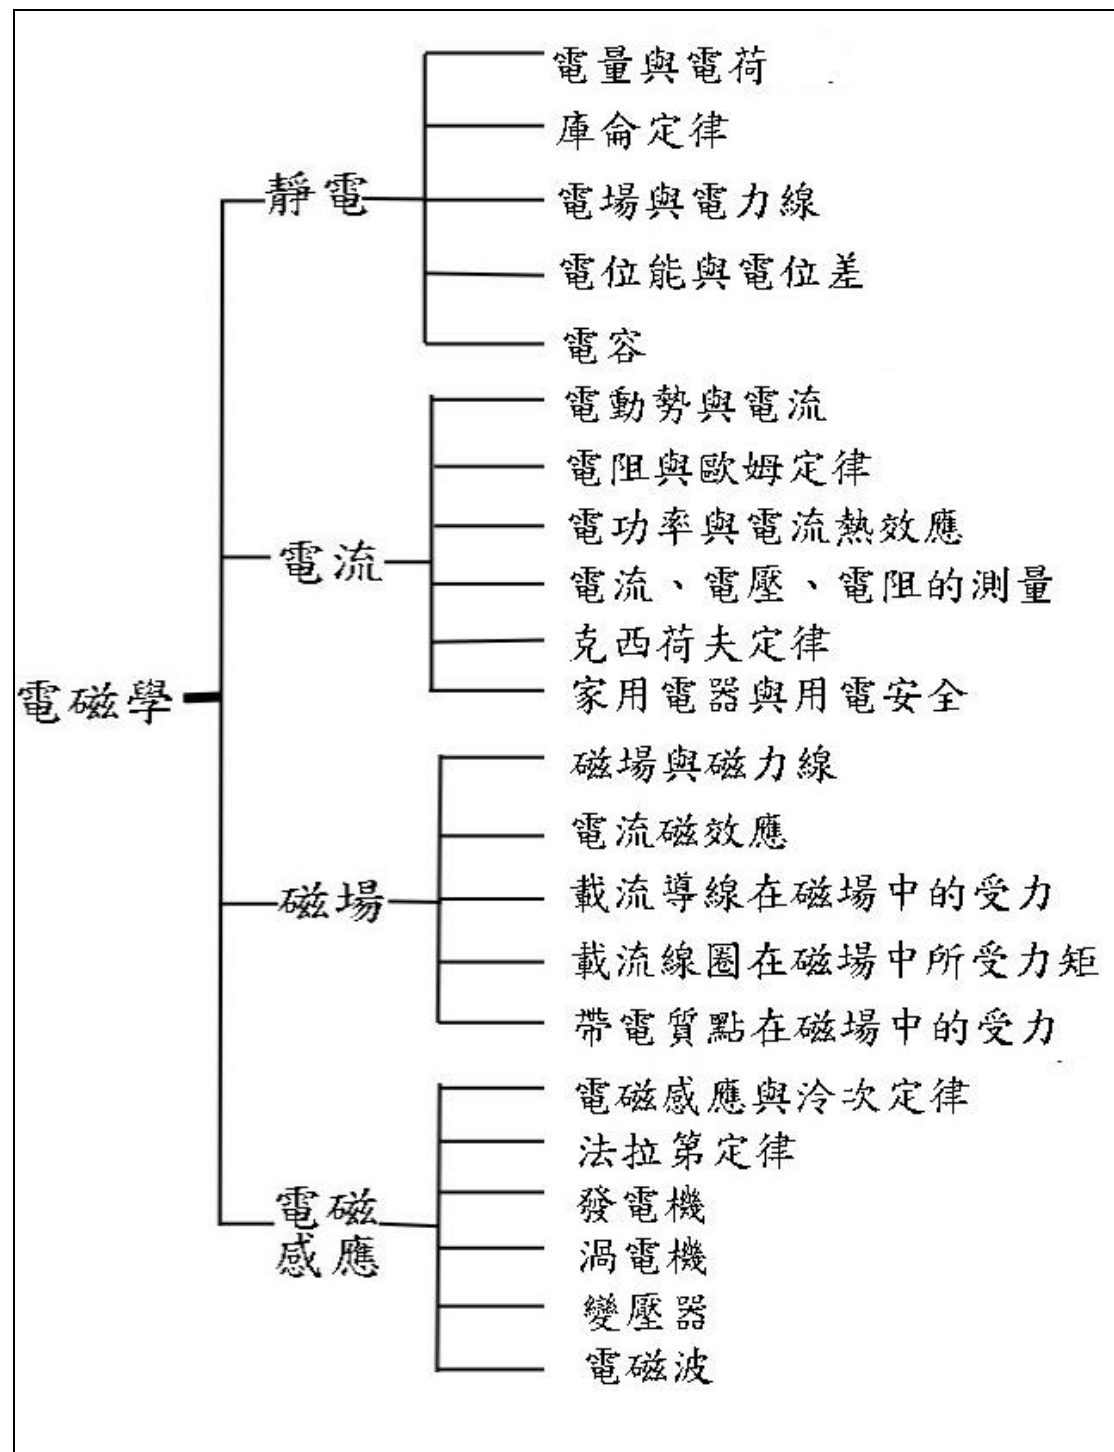 電磁學
靜電
電量與電荷
庫侖定律
電場與電力線
電位能與電位差
電容
電流
電動勢與電流
電阻與歐姆定律
電功率與電流熱效應
電流、電壓、電阻的測量
克西荷夫定律
家用電器與用電安全
磁場
磁場與磁力線
電流磁效應
載流導線在磁場中的受力
載流線圈在磁場中所受力矩
帶電質點在磁場中的受力
電磁
感應
電磁感應與冷次定律
法拉第定律
發電機
渦電機
變壓器
電磁波